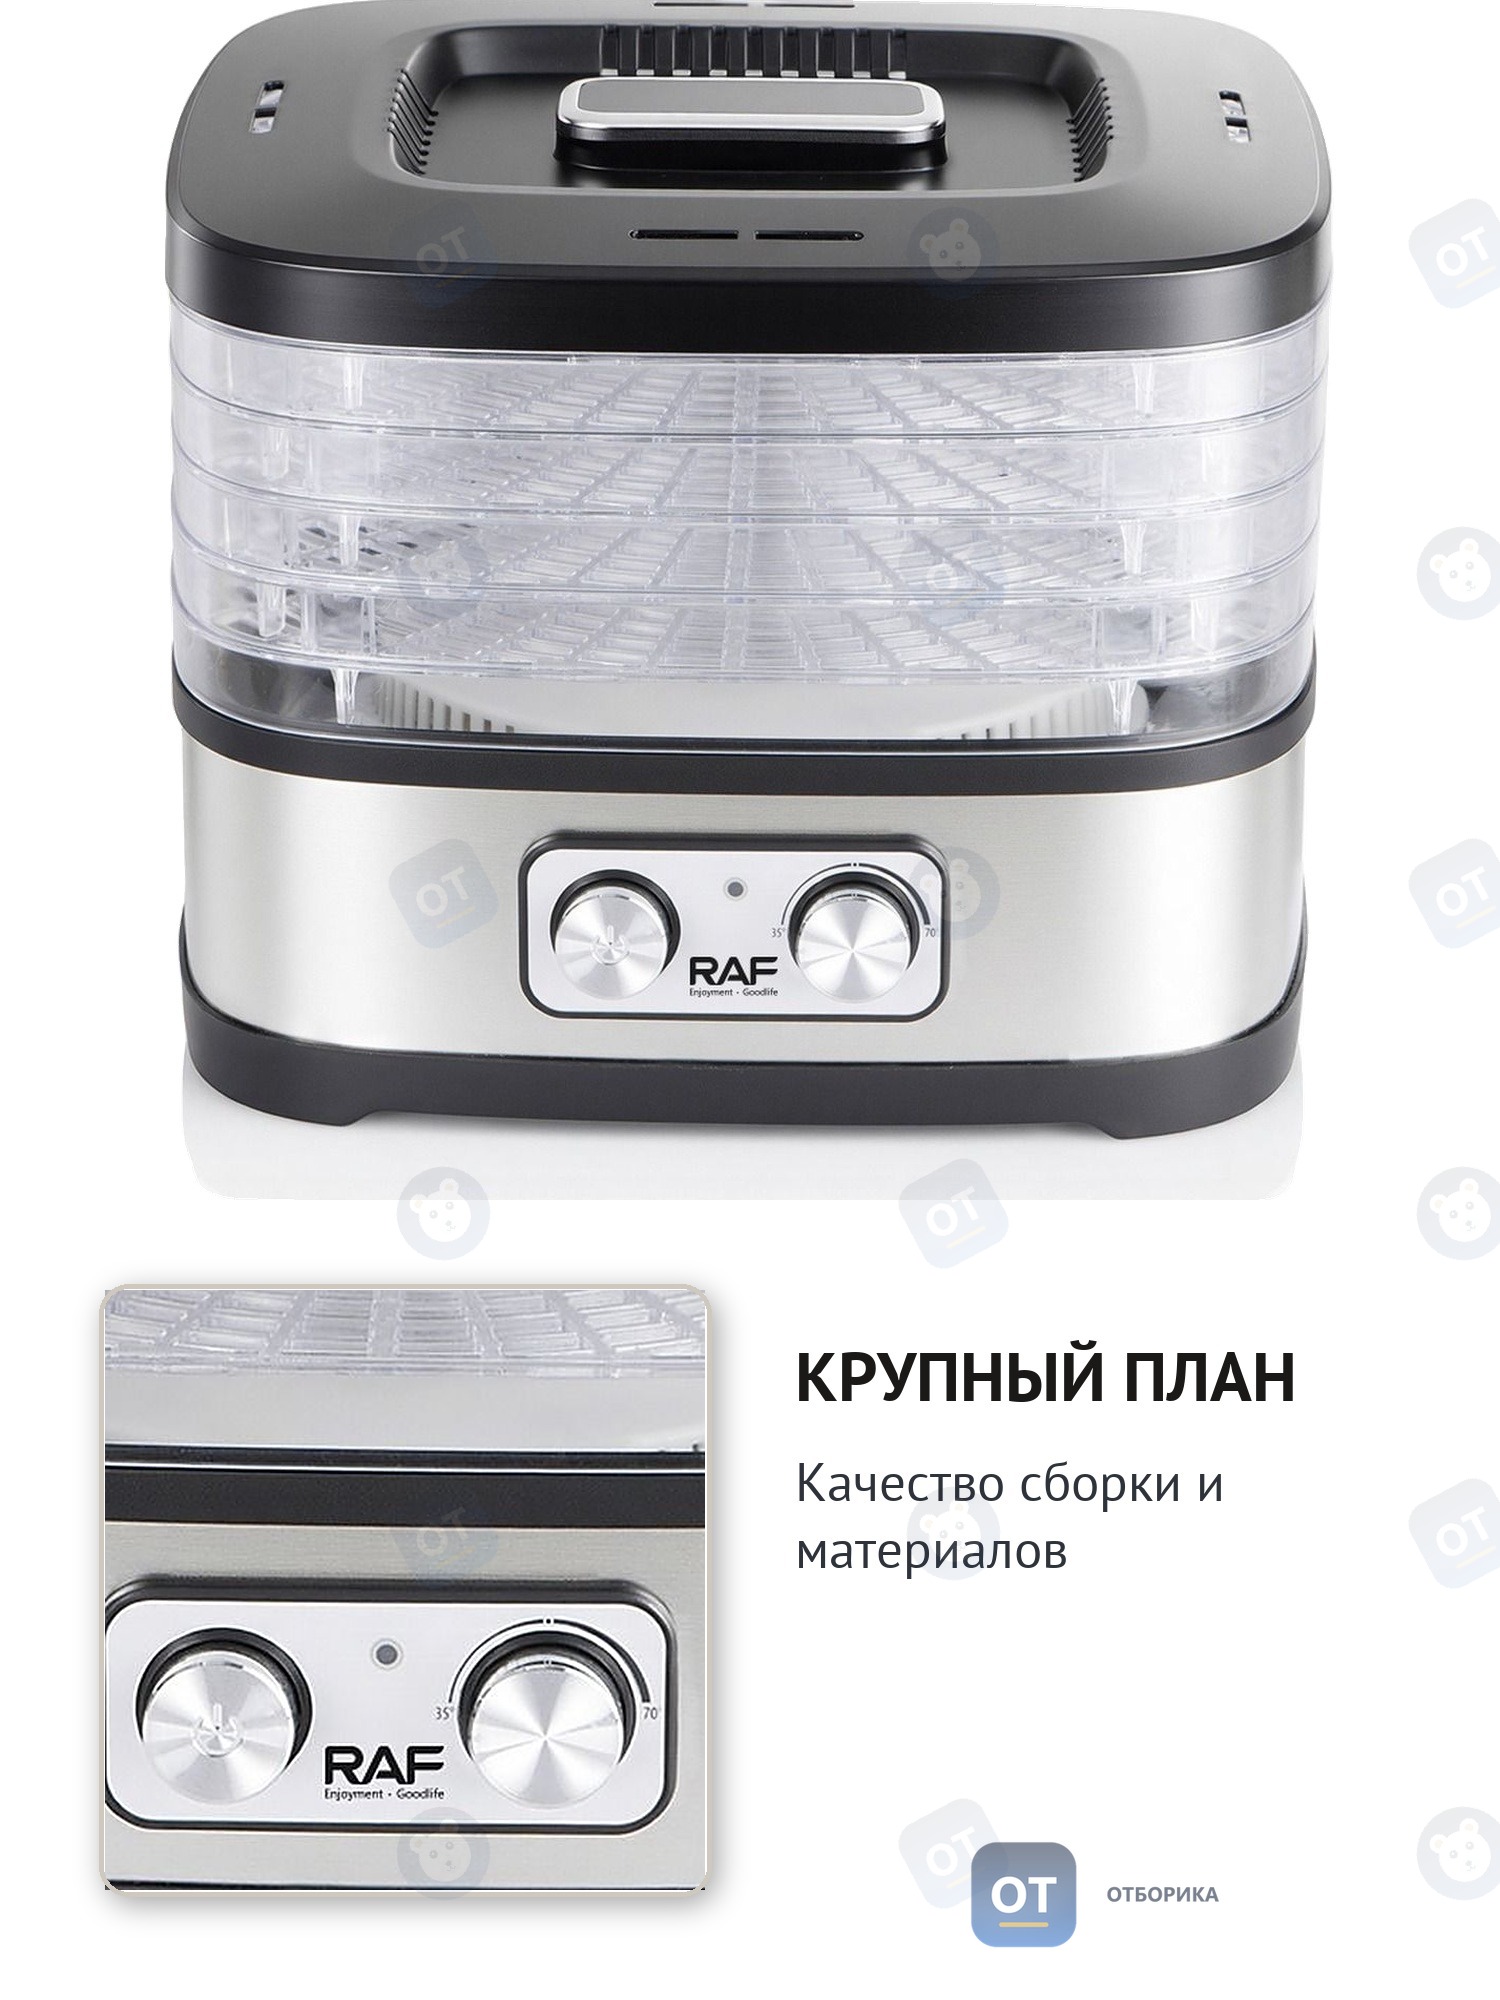 35°
70°
RAF
Enjoyment - Goodlife
КРУПНЫЙ ПЛАН
Качество сборки и
материалов
35°
70°
RAF
Enjoyment - Goodlife
ОТ
ОТБОРИКА